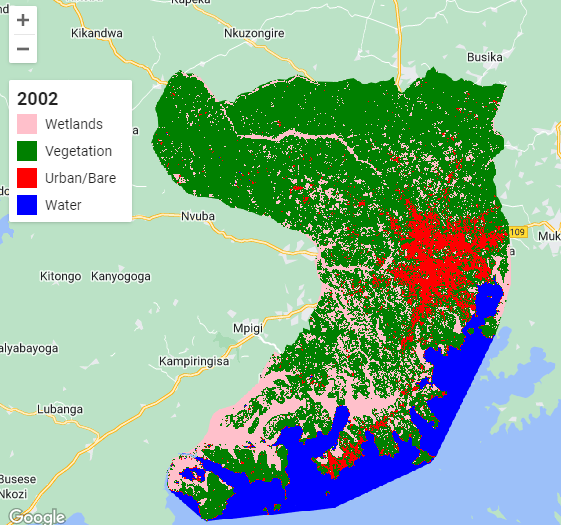 Kapeka
+
Kikandwa
Nkuzongire
−
Busika
2002
Wetlands
Vegetation
Urban/Bare
Water
Nvuba
109
Muk
Kitongo
Kanyogoga
Mpigi
alyabayoga
Kampiringisa
Lubanga
Busese
Nkozi
Google